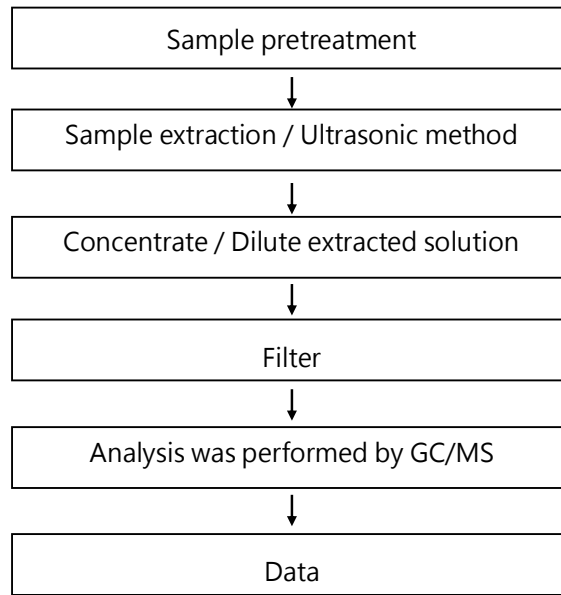 Sample pretreatment
Sample extraction / Ultrasonic method
Concentrate / Dilute extracted solution
Filter
Analysis was performed by GC/MS
Data